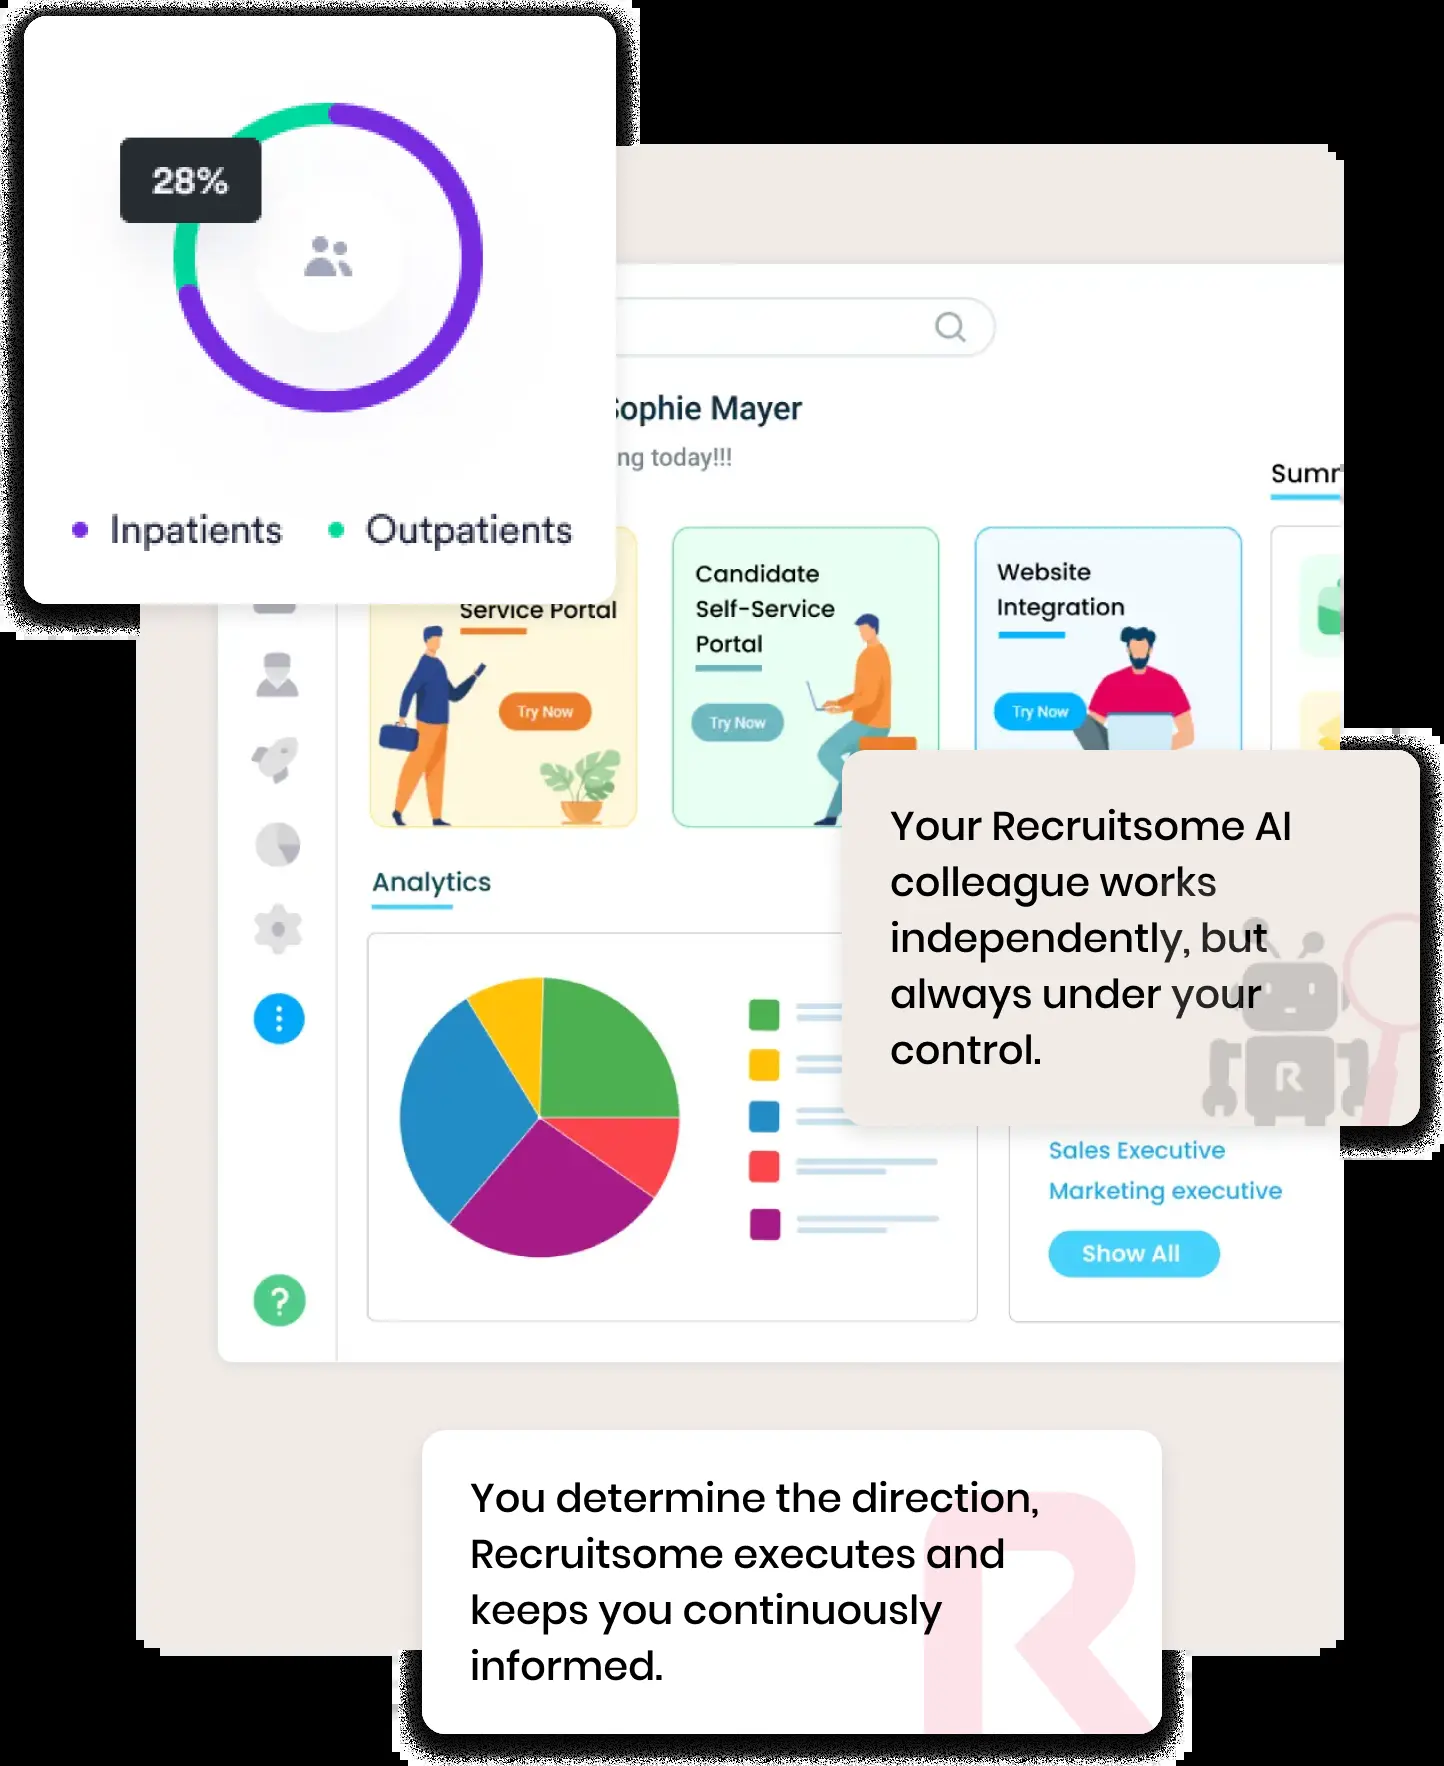 28%
Inpatients
Outpatients
Sophie Mayer
ng today!!!
Summ
Service Portal
Try Now
Candidate
Self-Service
Portal
Try Now
Website
Integration
Try Now
Analytics
Your Recruitsome AI
colleague works
independently, but
always under your
control.
R
Sales Executive
Marketing executive
Show All
?
You determine the direction,
Recruitsome executes and
keeps you continuously
informed.
R